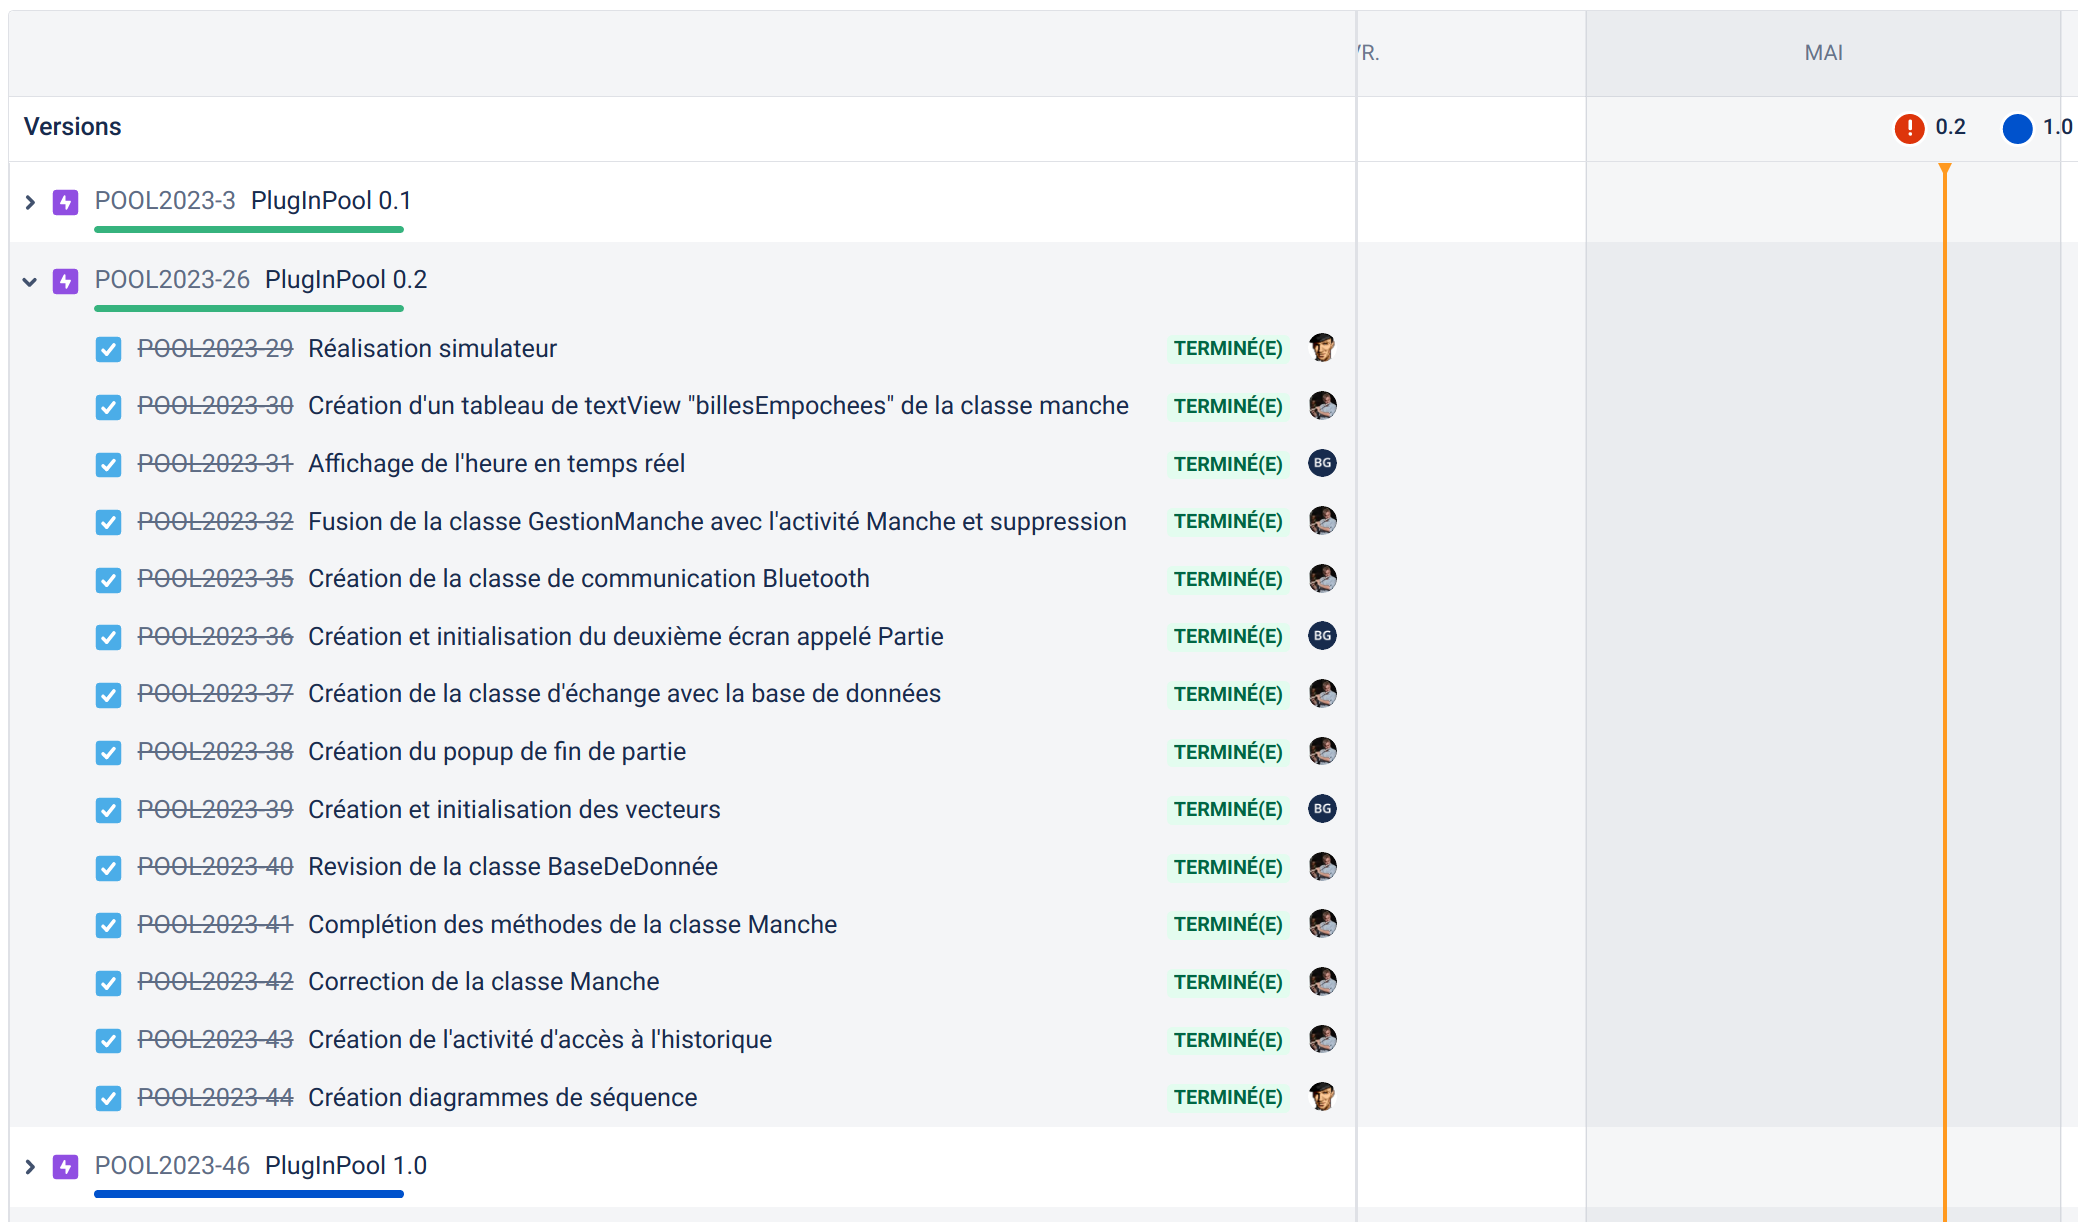 VR.
MAI
Versions
0.2
1.0
POOL2023-3 PlugInPool 0.1
POOL2023-26 PlugInPool 0.2
POOL2023-29 Réalisation simulateur TERMINÉ(E)
POOL2023-30 Création d'un tableau de textView "billesEmpochees" de la classe manche TERMINÉ(E)
POOL2023-31 Affichage de l'heure en temps réel TERMINÉ(E) BG
POOL2023-32 Fusion de la classe GestionManche avec l'activité Manche et suppression TERMINÉ(E)
POOL2023-35 Création de la classe de communication Bluetooth TERMINÉ(E)
POOL2023-36 Création et initialisation du deuxième écran appelé Partie TERMINÉ(E) BG
POOL2023-37 Création de la classe d'échange avec la base de données TERMINÉ(E)
POOL2023-38 Création du popup de fin de partie TERMINÉ(E)
POOL2023-39 Création et initialisation des vecteurs TERMINÉ(E) BG
POOL2023-40 Revision de la classe BaseDeDonnée TERMINÉ(E)
POOL2023-41 Complétion des méthodes de la classe Manche TERMINÉ(E)
POOL2023-42 Correction de la classe Manche TERMINÉ(E)
POOL2023-43 Création de l'activité d'accès à l'historique TERMINÉ(E)
POOL2023-44 Création diagrammes de séquence TERMINÉ(E)
POOL2023-46 PlugInPool 1.0